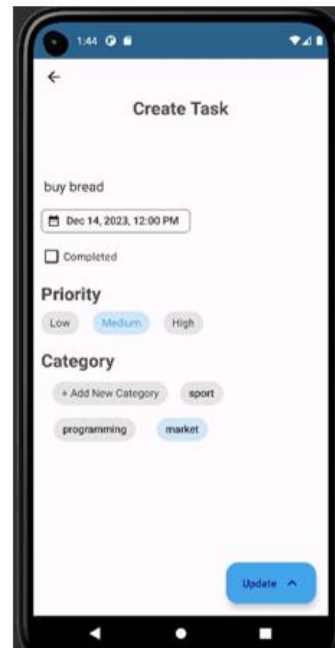 1:44
Create Task
buy bread
Dec 14, 2023, 12:00 PM
Completed
Priority
Low Medium High
Category
+ Add New Category sport
programming market
Update